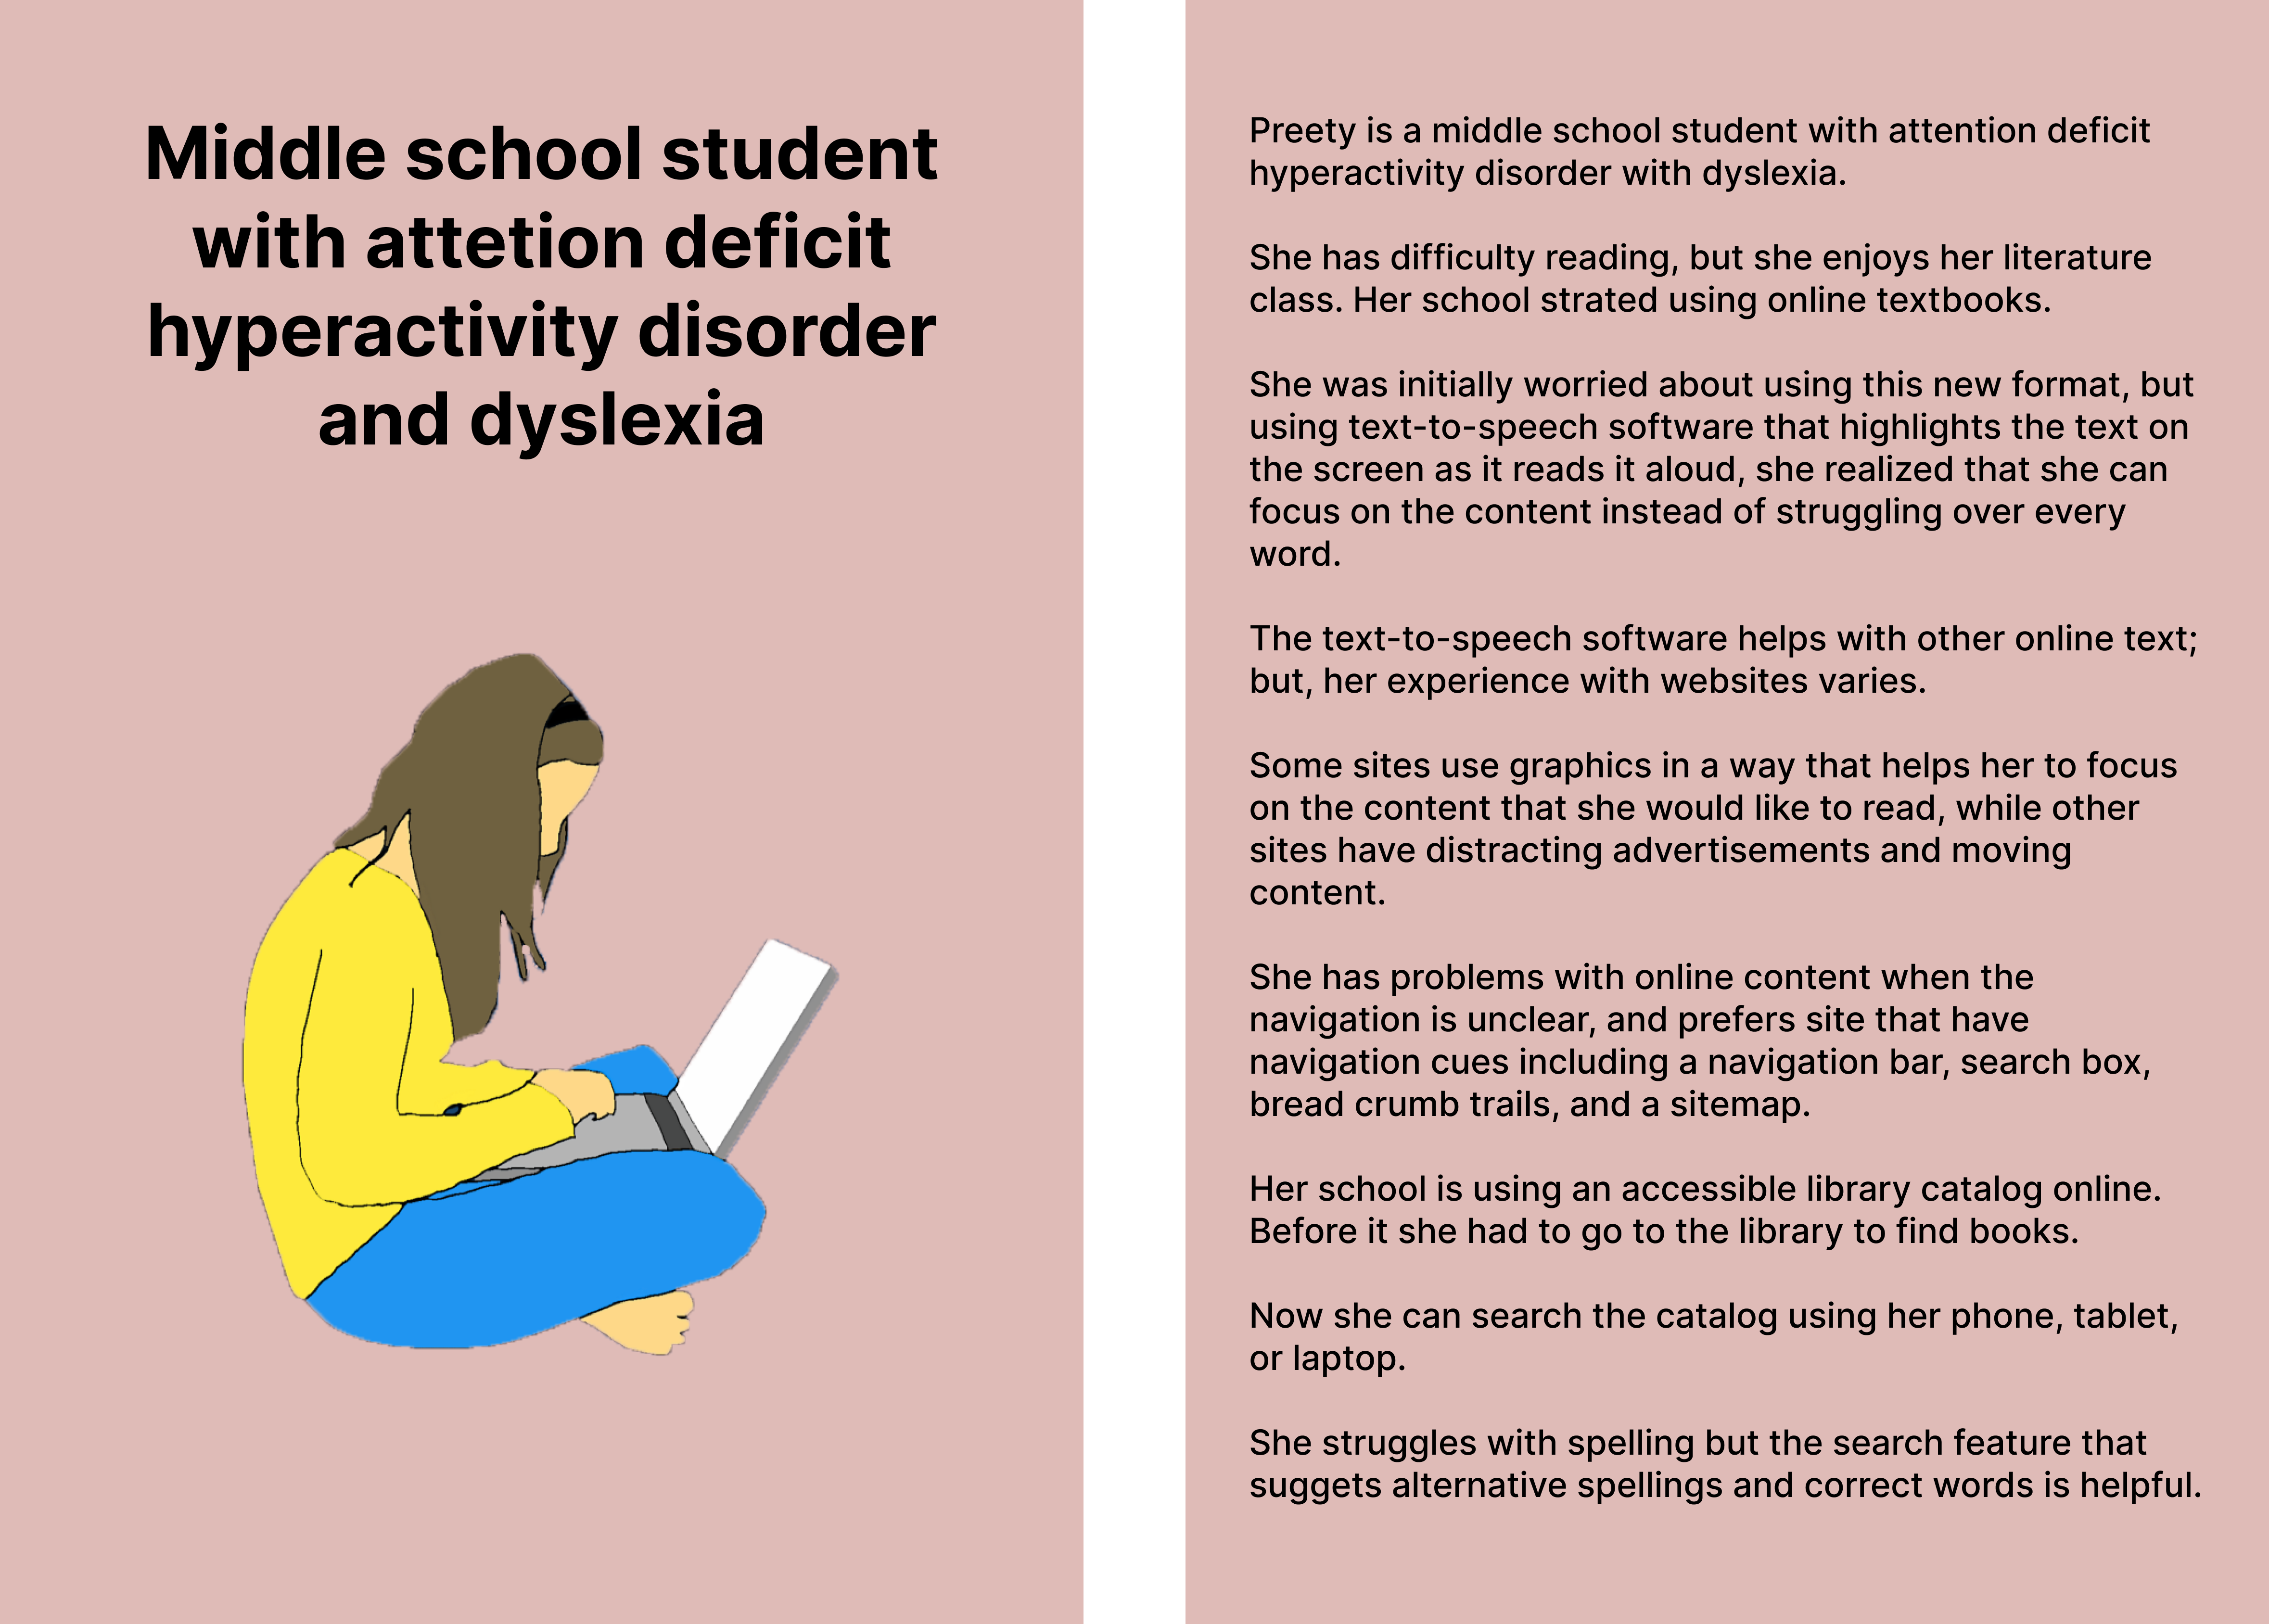 Middle school student
with attetion deficit
hyperactivity disorder
and dyslexia
Preety is a middle school student with attention deficit
hyperactivity disorder with dyslexia.
She has difficulty reading, but she enjoys her literature
class. Her school strated using online textbooks.
She was initially worried about using this new format, but
using text-to-speech software that highlights the text on
the screen as it reads it aloud, she realized that she can
focus on the content instead of struggling over every
word.
The text-to-speech software helps with other online text;
but, her experience with websites varies.
Some sites use graphics in a way that helps her to focus
on the content that she would like to read, while other
sites have distracting advertisements and moving
content.
She has problems with online content when the
navigation is unclear, and prefers site that have
navigation cues including a navigation bar, search box,
bread crumb trails, and a sitemap.
Her school is using an accessible library catalog online.
Before it she had to go to the library to find books.
Now she can search the catalog using her phone, tablet,
or laptop.
She struggles with spelling but the search feature that
suggets alternative spellings and correct words is helpful.